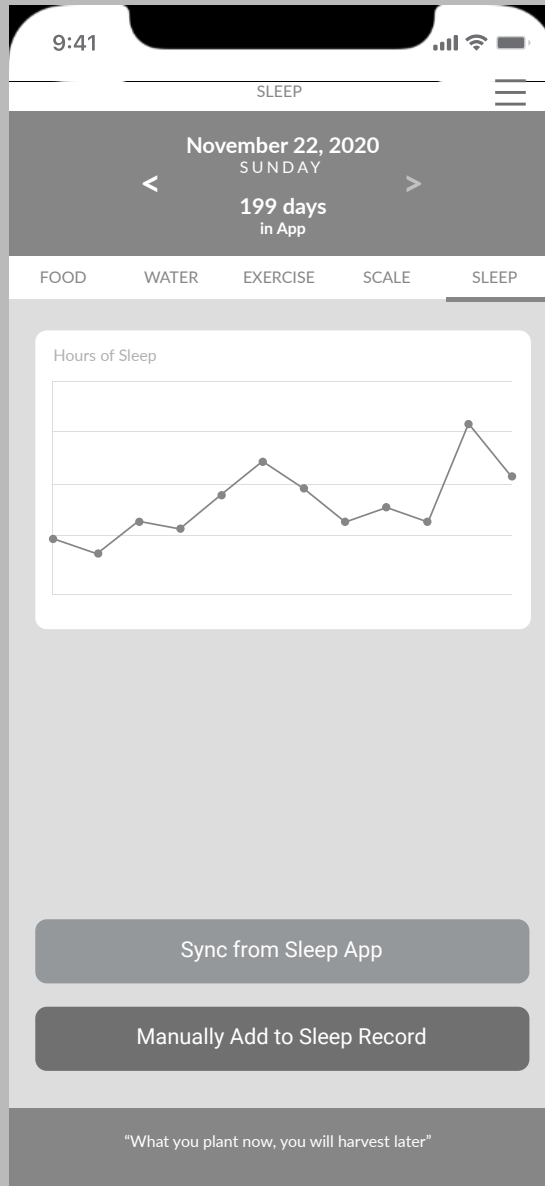 9:41
SLEEP
November 22, 2020
SUNDAY
<
>
199 days
in App
FOOD WATER EXERCISE SCALE SLEEP
Hours of Sleep
Sync from Sleep App
Manually Add to Sleep Record
“What you plant now, you will harvest later”